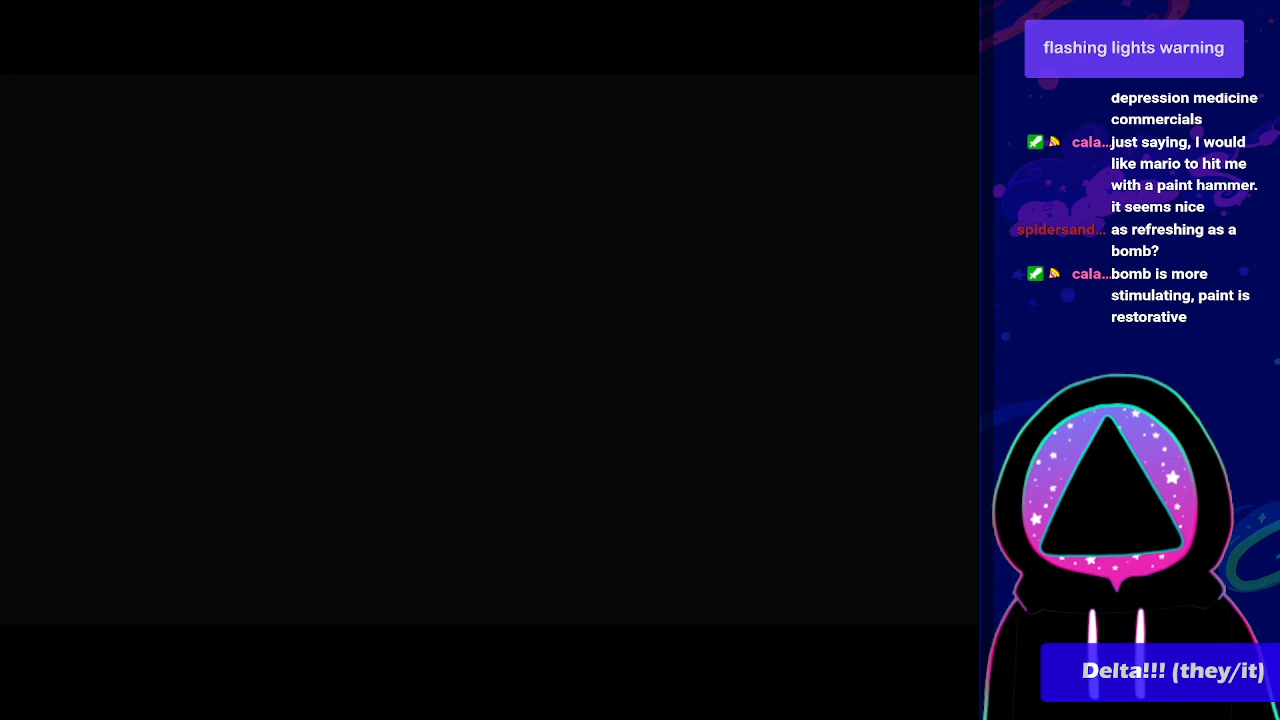 flashing lights warning
depression medicine
commercials
cala... just saying, I would
like mario to hit me
with a paint hammer.
it seems nice
spidersand... as refreshing as a
bomb?
cala... bomb is more
stimulating, paint is
restorative
Delta!!! (they/it)